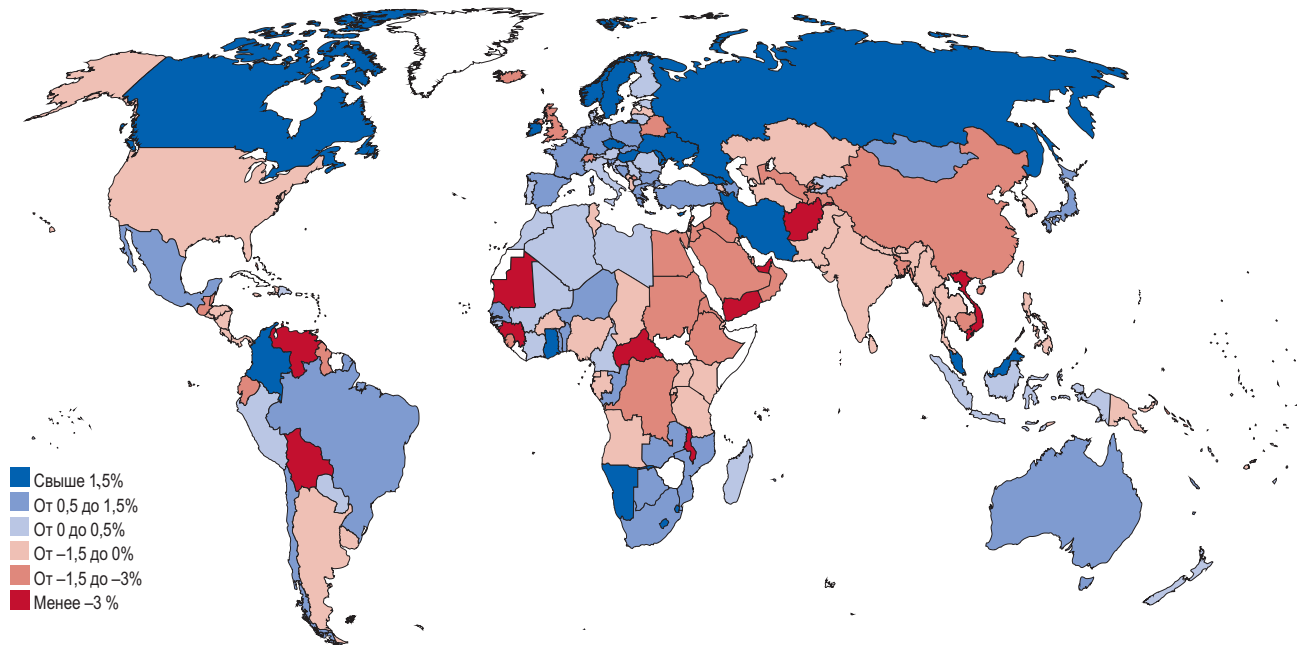 Свыше 1,5%
От 0,5 до 1,5%
От 0 до 0,5%
От –1,5 до 0%
От –1,5 до –3%
Менее –3 %